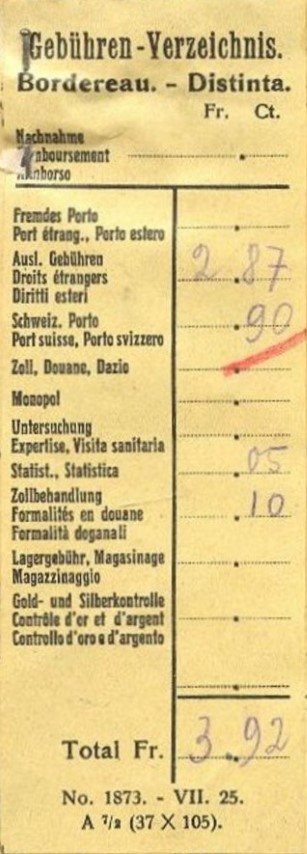 Gebühren-Verzeichnis.
Bordereau. - Distinta.
Fr. Ct.
Nachnahme
mboursement
Rimborso
Fremdes Porto
Port étrang., Porto estero
Ausl. Gebühren
Droits étrangers
Diritti esteri
2.87
Schweiz. Porto
Port suisse, Porto svizzero
.90
Zoll, Douane, Dazio
Monopol
Untersuchung
Expertise, Visita sanitaria
Statist., Statistica
.05
Zollbehandlung
Formalités en douane
Formalità doganali
.10
Lagergebühr, Magasinage
Magazzinaggio
Gold- und Silberkontrolle
Contrôle d'or et d'argent
Controllo d'oro e d'argento
Total Fr. 3.92
No. 1873. - VII. 25.
A 7/2 (37 X 105).